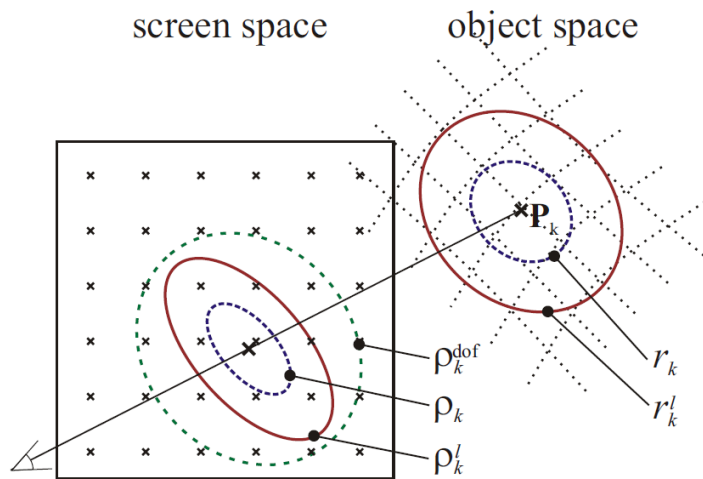 screen space
object space
P_k
r_k
r_k^l
ρ_k^dof
ρ_k
ρ_k^l